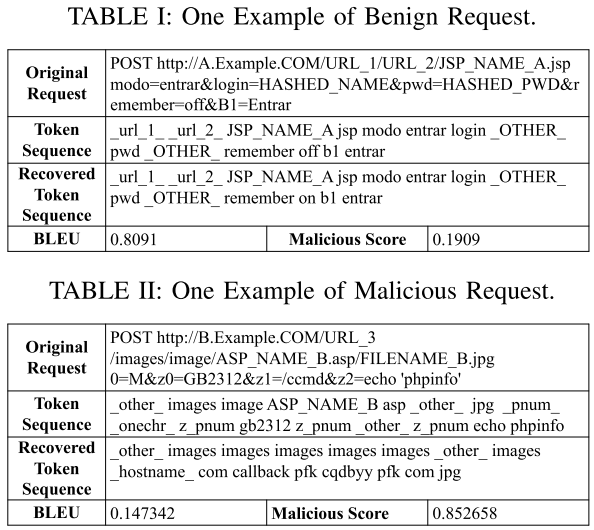 TABLE I: One Example of Benign Request.
Original Request
POST http://A.Example.COM/URL_1/URL_2/JSP_NAME_A.jsp
modo=entrar&login=HASHED_NAME&pwd=HASHED_PWD&r
emember=off&B1=Entrar
Token Sequence
_url_1_ _url_2_ JSP_NAME_A jsp modo entrar login _OTHER_
pwd _OTHER_ remember off b1 entrar
Recovered Token Sequence
_url_1_ _url_2_ JSP_NAME_A jsp modo entrar login _OTHER_
pwd _OTHER_ remember on b1 entrar
BLEU 0.8091 Malicious Score 0.1909
TABLE II: One Example of Malicious Request.
Original Request
POST http://B.Example.COM/URL_3
/images/image/ASP_NAME_B.asp/FILENAME_B.jpg
0=M&z0=GB2312&z1=/ccmd&z2=echo 'phpinfo'
Token Sequence
_other_ images image ASP_NAME_B asp _other_ jpg _pnum_
_onechr_ z_pnum gb2312 z_pnum _other_ z_pnum echo phpinfo
Recovered Token Sequence
_other_ images images images images images _other_ images
_hostname_ com callback pfk cqdbyy pfk com jpg
BLEU 0.147342 Malicious Score 0.852658